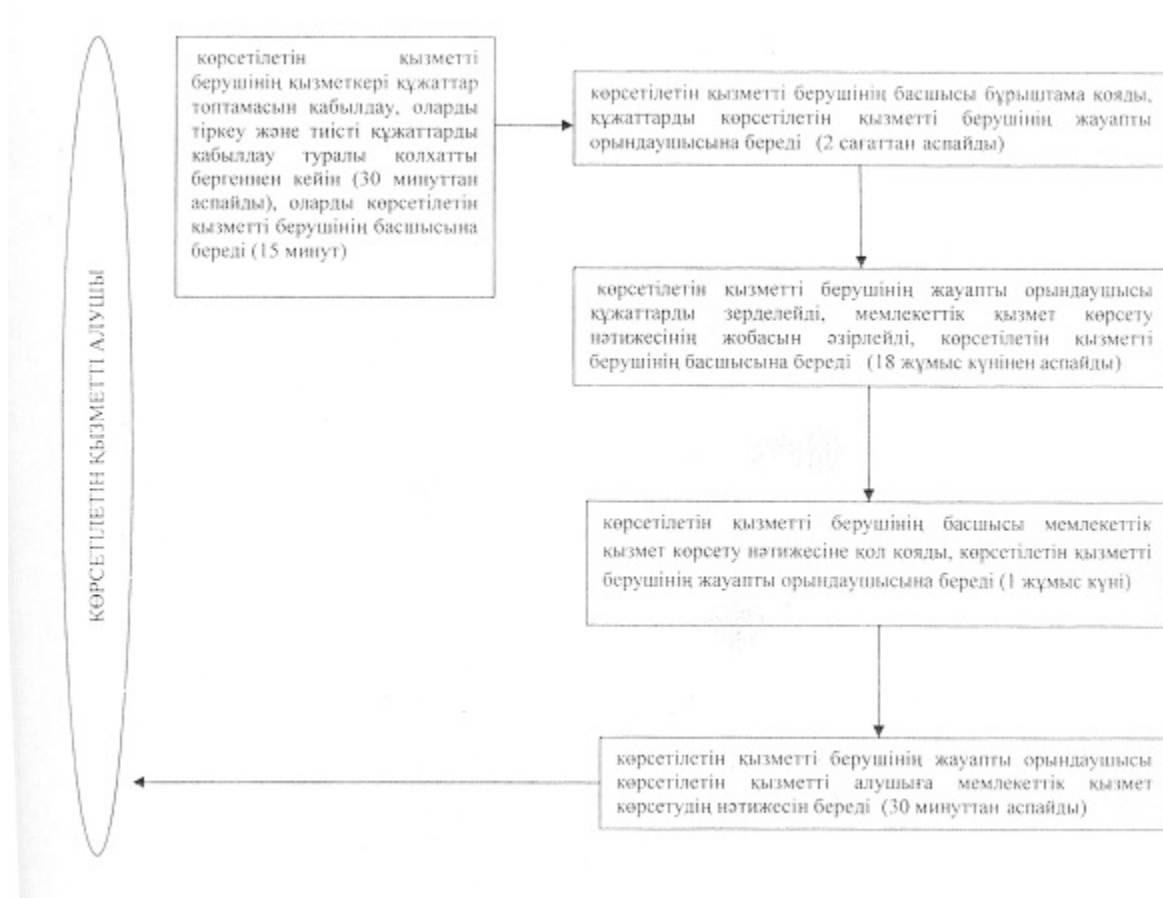 көрсетілетін қызметті
берушінің қызметкері құжаттар
топтамасын қабылдау, оларды
тіркеу және тиісті құжаттарды
қабылдау туралы қолхатты
бергеннен кейін (30 минуттан
аспайды), оларды көрсетілетін
қызметті берушінің басшысына
береді (15 минут)
көрсетілетін қызметті берушінің басшысы бұрыштама қояды,
құжаттарды көрсетілетін қызметті берушінің жауапты
орындаушысына береді (2 сағаттан аспайды)
көрсетілетін қызметті берушінің жауапты орындаушысы
құжаттарды зерделейді, мемлекеттік қызмет көрсету
нәтижесінің жобасын әзірлейді, көрсетілетін қызметті
берушінің басшысына береді (18 жұмыс күнінен аспайды)
көрсетілетін қызметті берушінің басшысы мемлекеттік
қызмет көрсету нәтижесіне қол қояды, көрсетілетін қызметті
берушінің жауапты орындаушысына береді (1 жұмыс күні)
көрсетілетін қызметті берушінің жауапты орындаушысы
көрсетілетін қызметті алушыға мемлекеттік қызмет
көрсетудің нәтижесін береді (30 минуттан аспайды)
КӨРСЕТІЛЕТІН ҚЫЗМЕТТІ АЛУШЫ